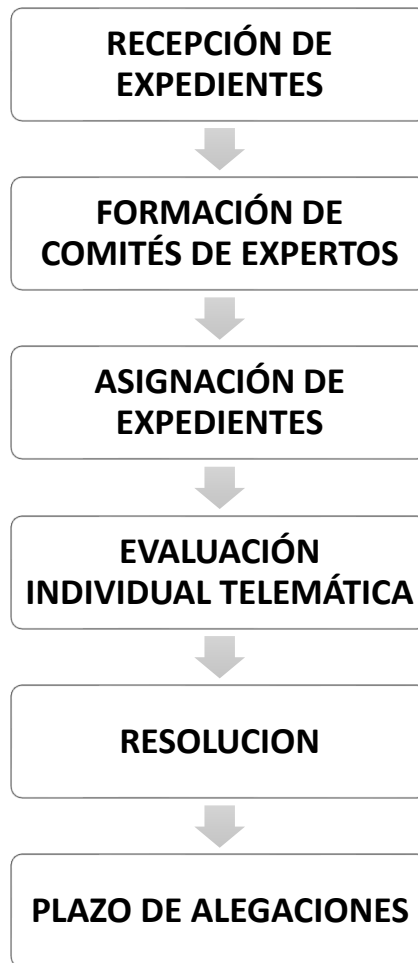 RECEPCIÓN DE
EXPEDIENTES
FORMACIÓN DE
COMITÉS DE EXPERTOS
ASIGNACIÓN DE
EXPEDIENTES
EVALUACIÓN
INDIVIDUAL TELEMÁTICA
RESOLUCION
PLAZO DE ALEGACIONES